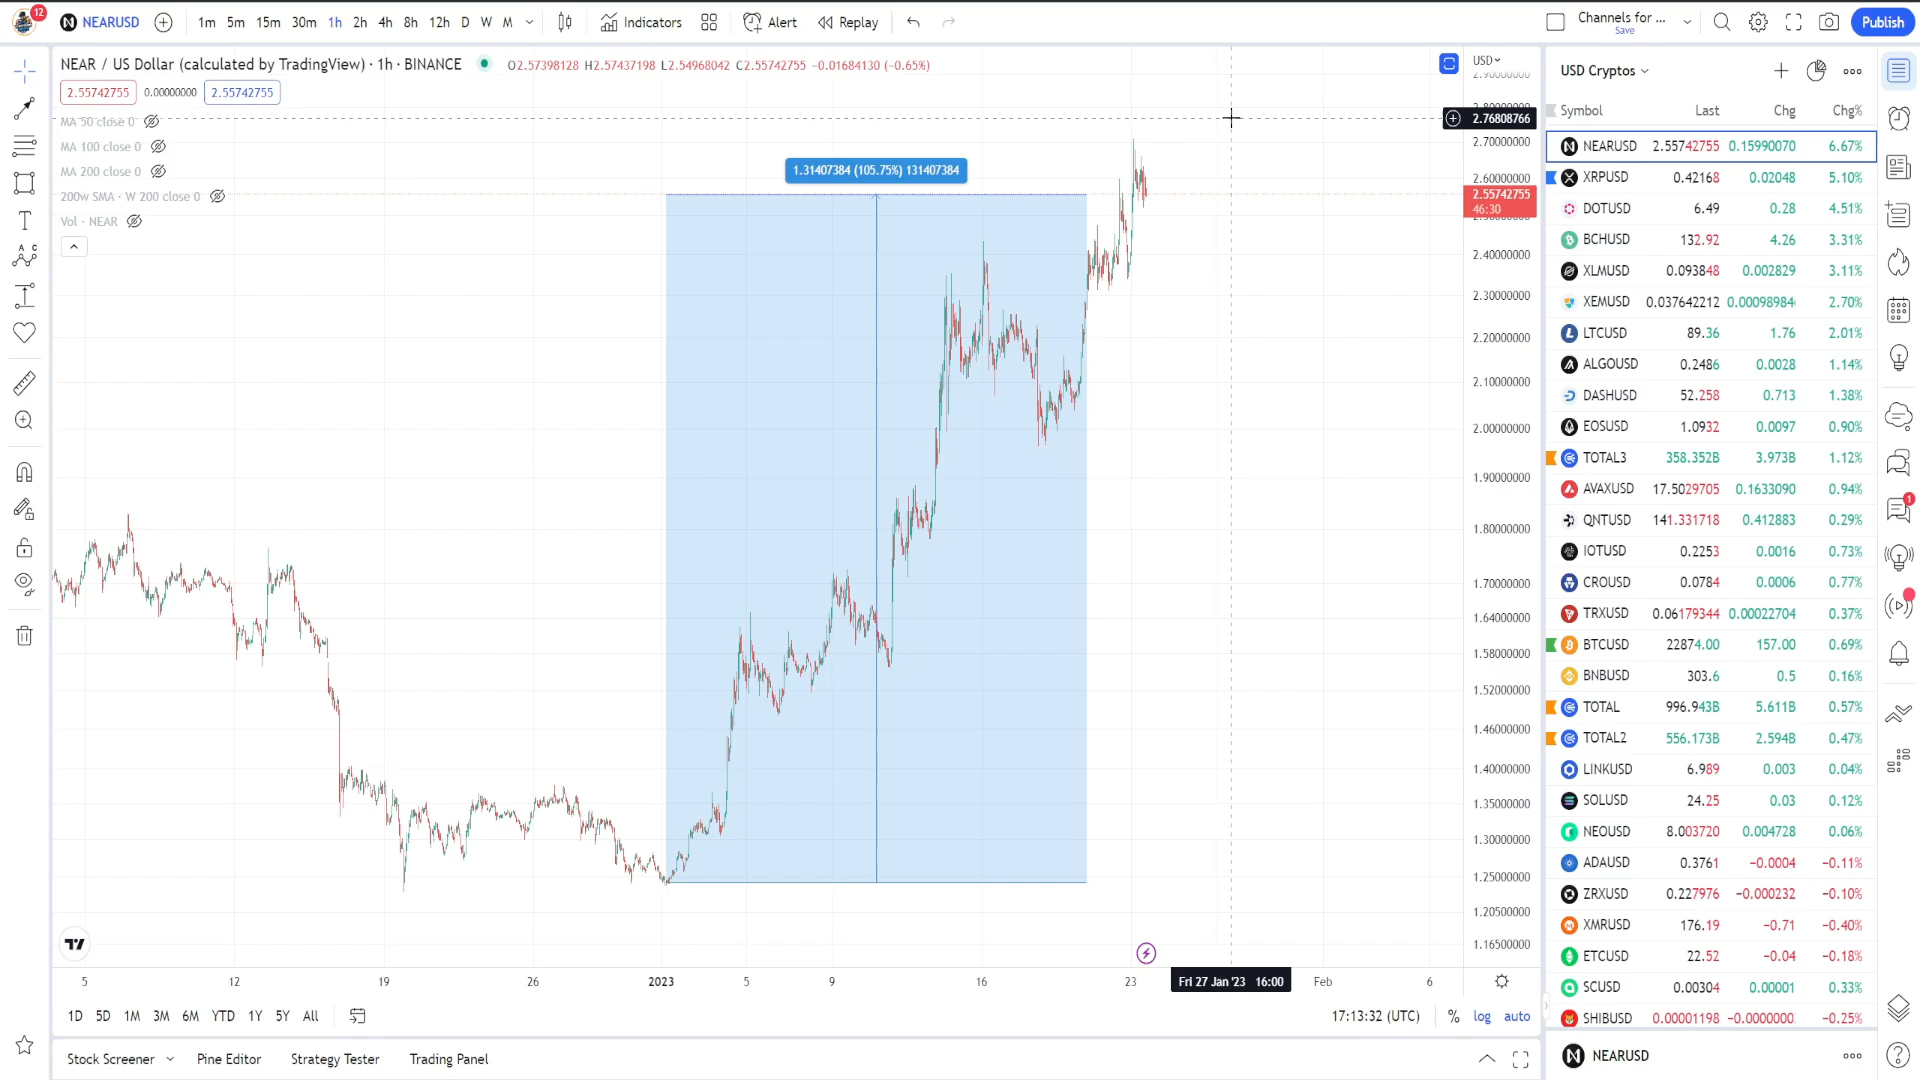 12 NEARUSD 1m 5m 15m 30m 1h 2h 4h 8h 12h D W M Indicators Alert Replay Channels for ... Save Publish
NEAR / US Dollar (calculated by TradingView) · 1h · BINANCE O2.57398128 H2.57437198 L2.54968042 C2.55742755 −0.01684130 (−0.65%)
2.55742755 0.00000000 2.55742755
MA 50 close 0
MA 100 close 0
MA 200 close 0
200w SMA · W 200 close 0
Vol · NEAR
1.31407384 (105.75%) 131407384
USD
2.90000000
2.80000000
2.76808766
2.70000000
2.60000000
2.55742755
46:30
2.50000000
2.40000000
2.30000000
2.20000000
2.10000000
2.00000000
1.90000000
1.80000000
1.70000000
1.64000000
1.58000000
1.52000000
1.46000000
1.40000000
1.35000000
1.30000000
1.25000000
1.20500000
1.16500000
5 12 19 26 2023 5 9 16 23 Fri 27 Jan '23 16:00 Feb 6
1D 5D 1M 3M 6M YTD 1Y 5Y All 17:13:32 (UTC) % log auto
Stock Screener Pine Editor Strategy Tester Trading Panel
USD Cryptos
Symbol Last Chg Chg%
NEARUSD 2.55742755 0.15990070 6.67%
XRPUSD 0.42168 0.02048 5.10%
DOTUSD 6.49 0.28 4.51%
BCHUSD 132.92 4.26 3.31%
XLMUSD 0.093848 0.002829 3.11%
XEMUSD 0.037642212 0.00098984 2.70%
LTCUSD 89.36 1.76 2.01%
ALGOUSD 0.2486 0.0028 1.14%
DASHUSD 52.258 0.713 1.38%
EOSUSD 1.0932 0.0097 0.90%
TOTAL3 358.352B 3.973B 1.12%
AVAXUSD 17.5029705 0.1633090 0.94%
QNTUSD 141.331718 0.412883 0.29%
IOTUSD 0.2253 0.0016 0.73%
CROUSD 0.0784 0.0006 0.77%
TRXUSD 0.06179344 0.00022704 0.37%
BTCUSD 22874.00 157.00 0.69%
BNBUSD 303.6 0.5 0.16%
TOTAL 996.943B 5.611B 0.57%
TOTAL2 556.173B 2.594B 0.47%
LINKUSD 6.989 0.003 0.04%
SOLUSD 24.25 0.03 0.12%
NEOUSD 8.003720 0.004728 0.06%
ADAUSD 0.3761 −0.0004 −0.11%
ZRXUSD 0.227976 −0.000232 −0.10%
XMRUSD 176.19 −0.71 −0.40%
ETCUSD 22.52 −0.04 −0.18%
SCUSD 0.00304 0.00001 0.33%
SHIBUSD 0.00001198 −0.0000000 −0.25%
NEARUSD
1